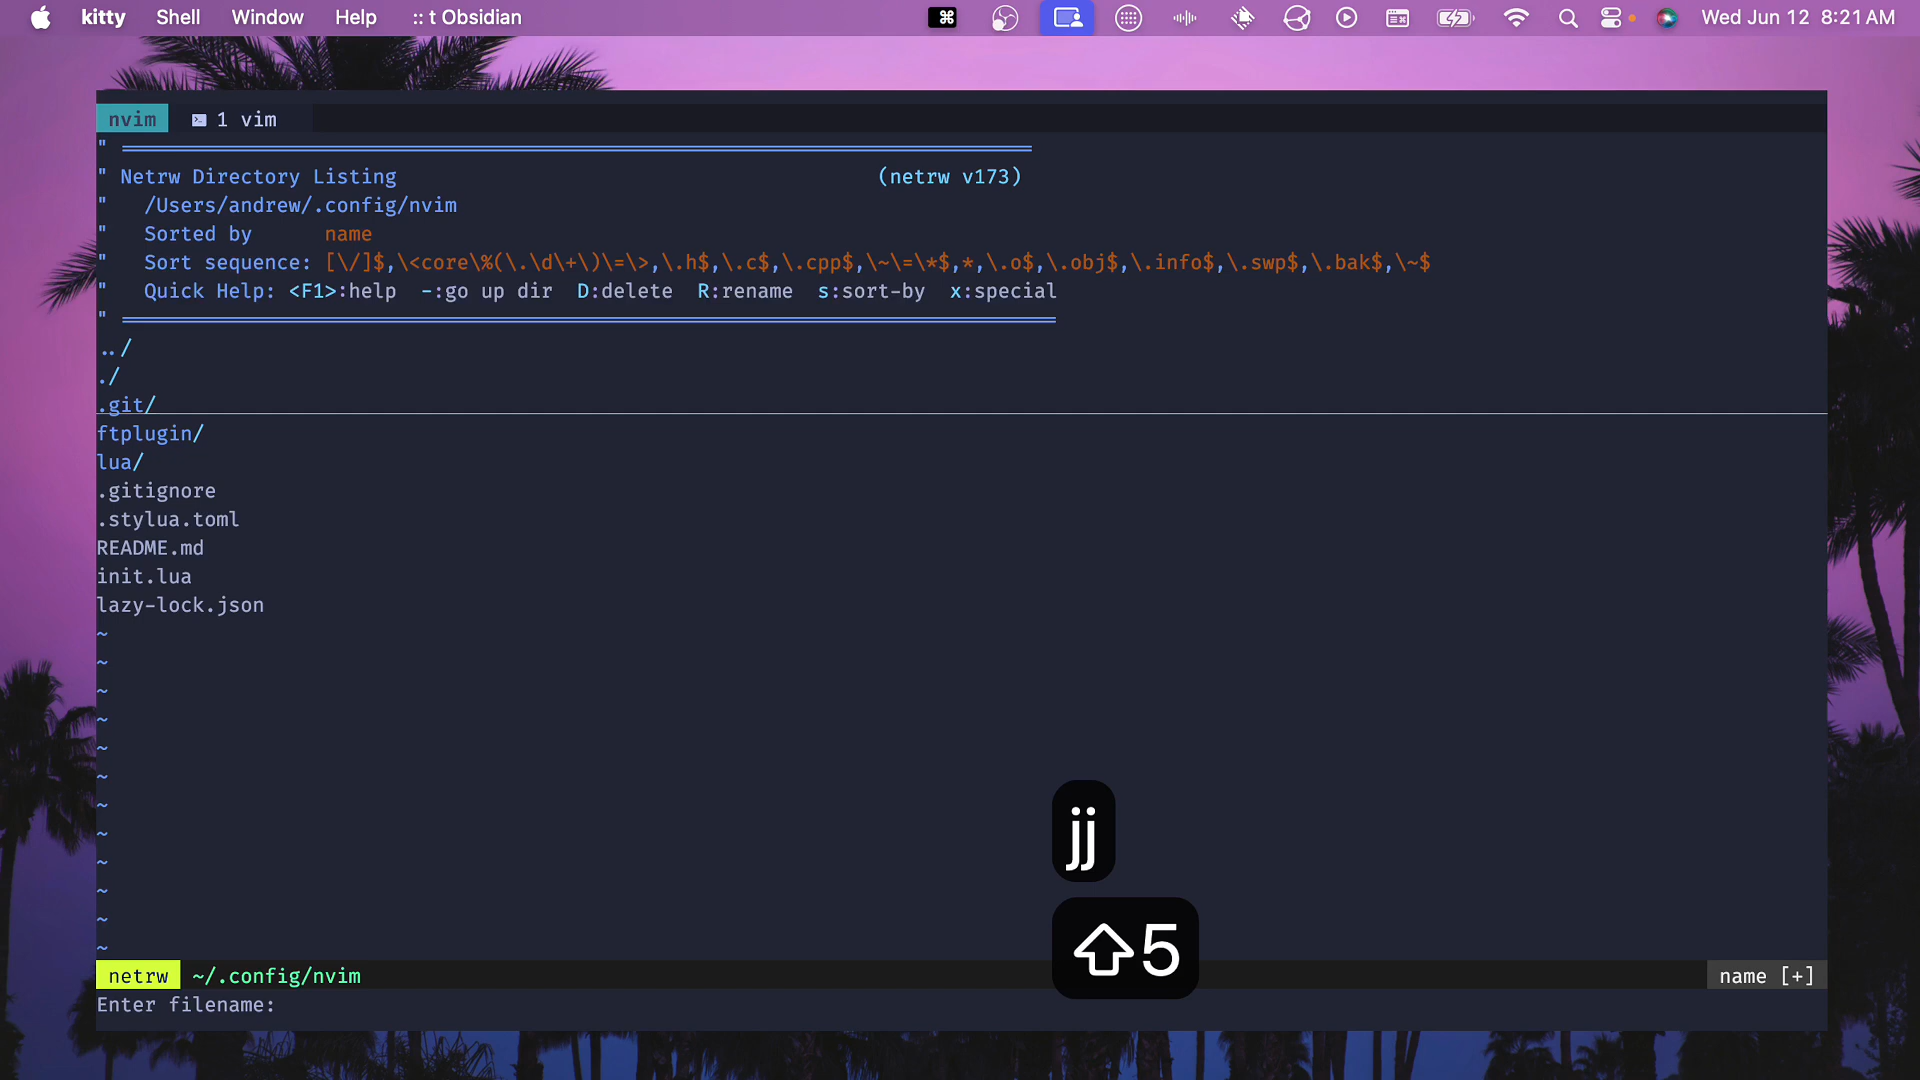 kitty Shell Window Help :: t Obsidian ⌘ Wed Jun 12 8:21 AM
nvim 1 vim
" ============================================================================
" Netrw Directory Listing (netrw v173)
" /Users/andrew/.config/nvim
" Sorted by name
" Sort sequence: [\/]$,\<core\%(\.\d\+\)\=\>,\.h$,\.c$,\.cpp$,\~\=\*$,*,\.o$,\.obj$,\.info$,\.swp$,\.bak$,\~$
" Quick Help: <F1>:help -:go up dir D:delete R:rename s:sort-by x:special
" ==============================================================================
../
./
.git/
ftplugin/
lua/
.gitignore
.stylua.toml
README.md
init.lua
lazy-lock.json
~
~
~
~
~
~
~
~
~
~
~
~
jj
⇧5
netrw ~/.config/nvim name [+]
Enter filename: